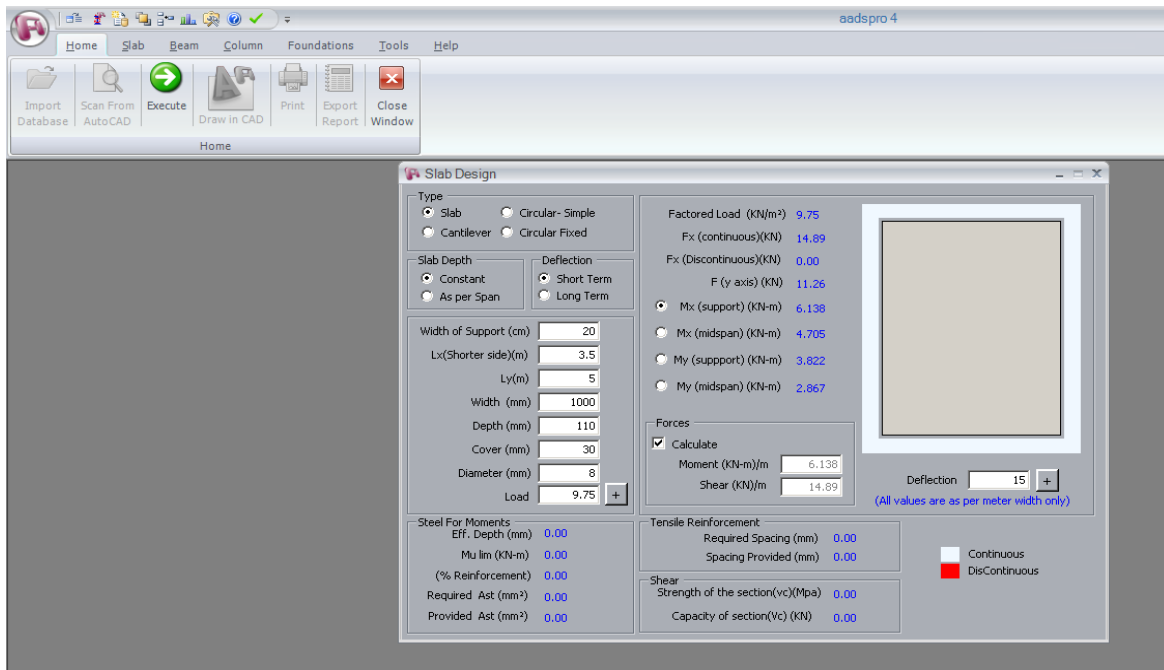 aadspro 4
Home Slab Beam Column Foundations Tools Help
Import Database
Scan From AutoCAD
Execute
Draw in CAD
Print
Export Report
Close Window
Home
Slab Design
Type
Slab Circular- Simple
Cantilever Circular Fixed
Slab Depth
Constant
As per Span
Deflection
Short Term
Long Term
Width of Support (cm) 20
Lx(Shorter side)(m) 3.5
Ly(m) 5
Width (mm) 1000
Depth (mm) 110
Cover (mm) 30
Diameter (mm) 8
Load 9.75 +
Factored Load (KN/m²) 9.75
Fx (continuous)(KN) 14.89
Fx (Discontinuous)(KN) 0.00
F (y axis) (KN) 11.26
Mx (support) (KN-m) 6.138
Mx (midspan) (KN-m) 4.705
My (suppport) (KN-m) 3.822
My (midspan) (KN-m) 2.867
Forces
Calculate
Moment (KN-m)/m 6.138
Shear (KN)/m 14.89
Deflection 15 +
(All values are as per meter width only)
Steel For Moments
Eff. Depth (mm) 0.00
Mu lim (KN-m) 0.00
(% Reinforcement) 0.00
Required Ast (mm²) 0.00
Provided Ast (mm²) 0.00
Tensile Reinforcement
Required Spacing (mm) 0.00
Spacing Provided (mm) 0.00
Shear
Strength of the section(vc)(Mpa) 0.00
Capacity of section(Vc) (KN) 0.00
Continuous
DisContinuous